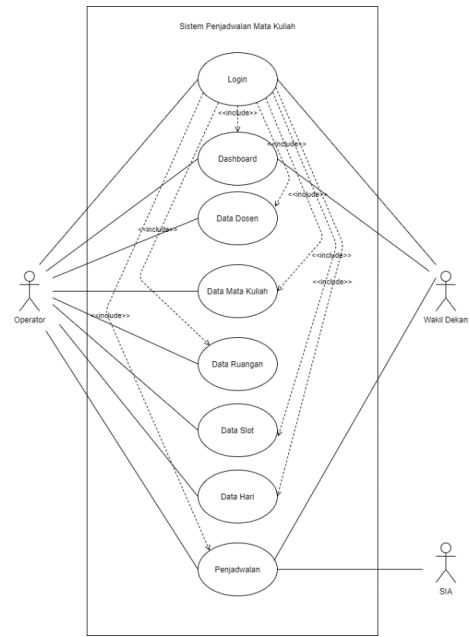 Sistem Penjadwalan Mata Kuliah
Login
<<include>>
Dashboard
<<include>>
<<include>>
Data Dosen
<<include>>
<<include>>
<<include>>
Data Mata Kuliah
<<include>>
Operator
Wakil Dekan
Data Ruangan
Data Slot
Data Hari
Penjadwalan
SIA